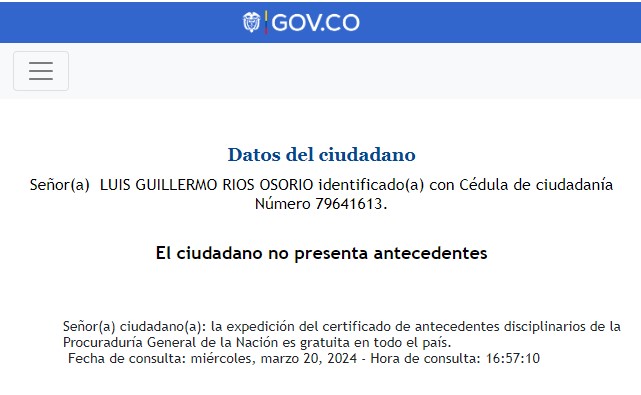 GOV.CO
Datos del ciudadano
Señor(a) LUIS GUILLERMO RIOS OSORIO identificado(a) con Cédula de ciudadanía
Número 79641613.
El ciudadano no presenta antecedentes
Señor(a) ciudadano(a): la expedición del certificado de antecedentes disciplinarios de la
Procuraduría General de la Nación es gratuita en todo el país.
Fecha de consulta: miércoles, marzo 20, 2024 - Hora de consulta: 16:57:10